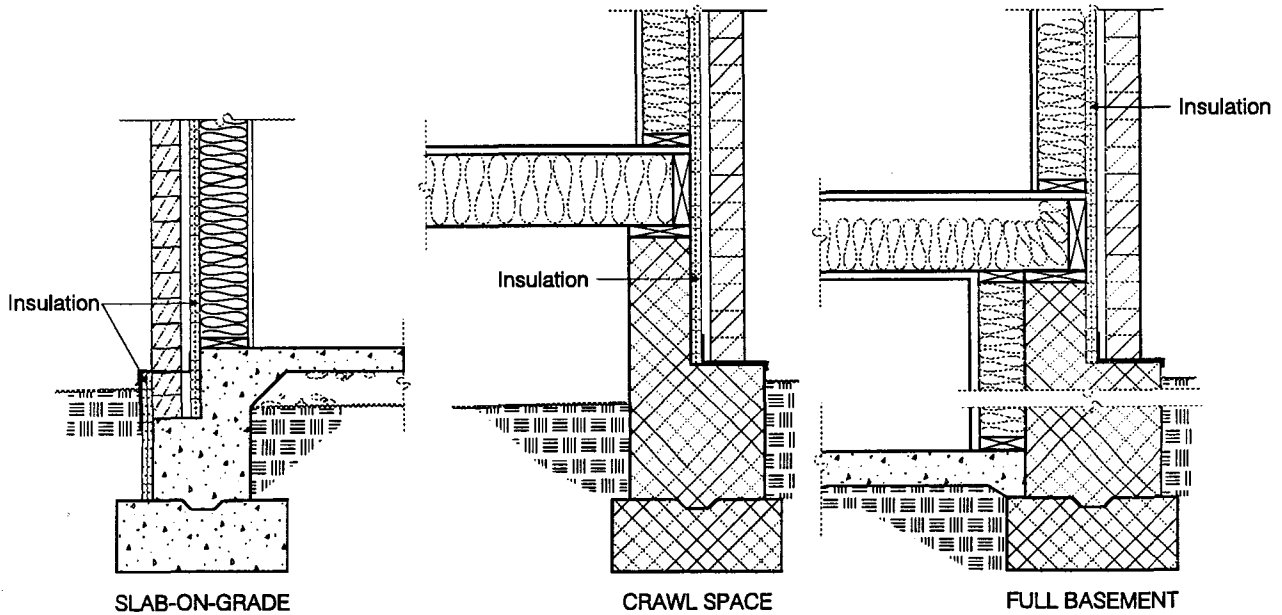 Insulation
Insulation
Insulation
SLAB-ON-GRADE
CRAWL SPACE
FULL BASEMENT